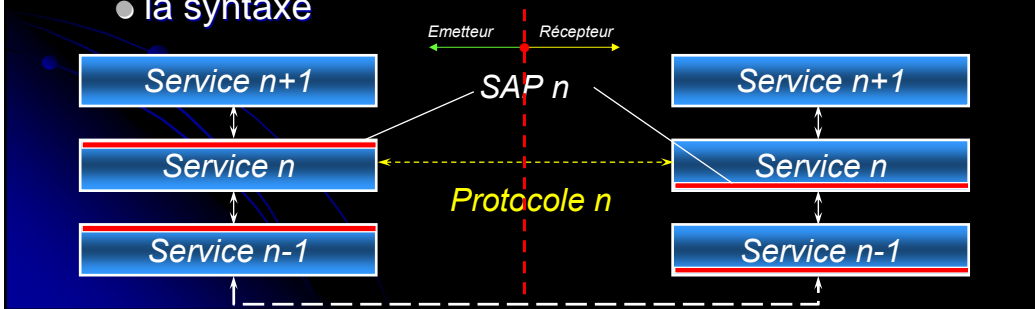 la syntaxe
Emetteur Récepteur
Service n+1 Service n+1
SAP n
Service n Service n
Protocole n
Service n-1 Service n-1